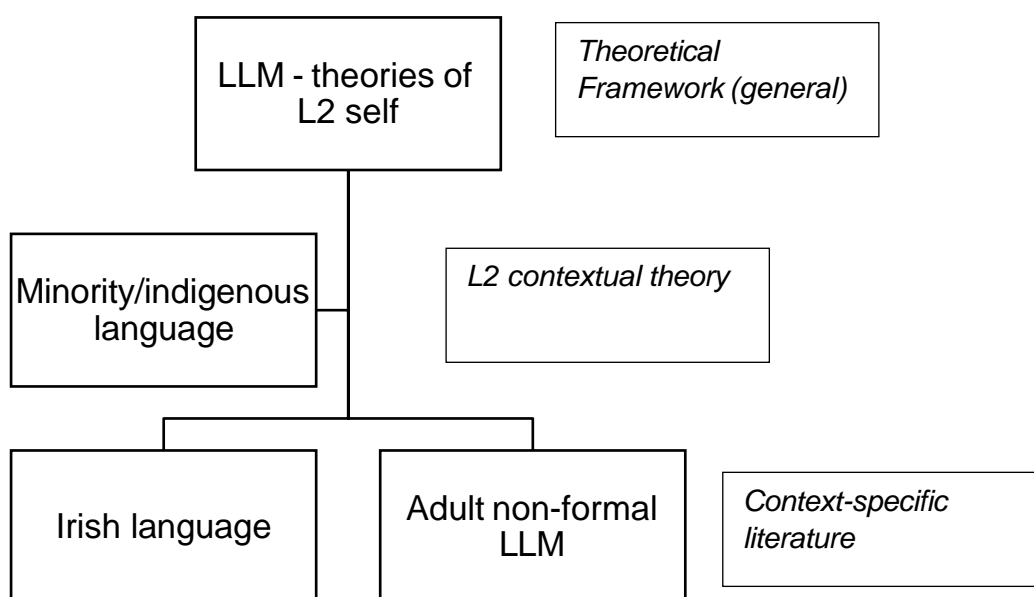 LLM - theories of
L2 self
Theoretical
Framework (general)
Minority/indigenous
language
L2 contextual theory
Irish language
Adult non-formal
LLM
Context-specific
literature